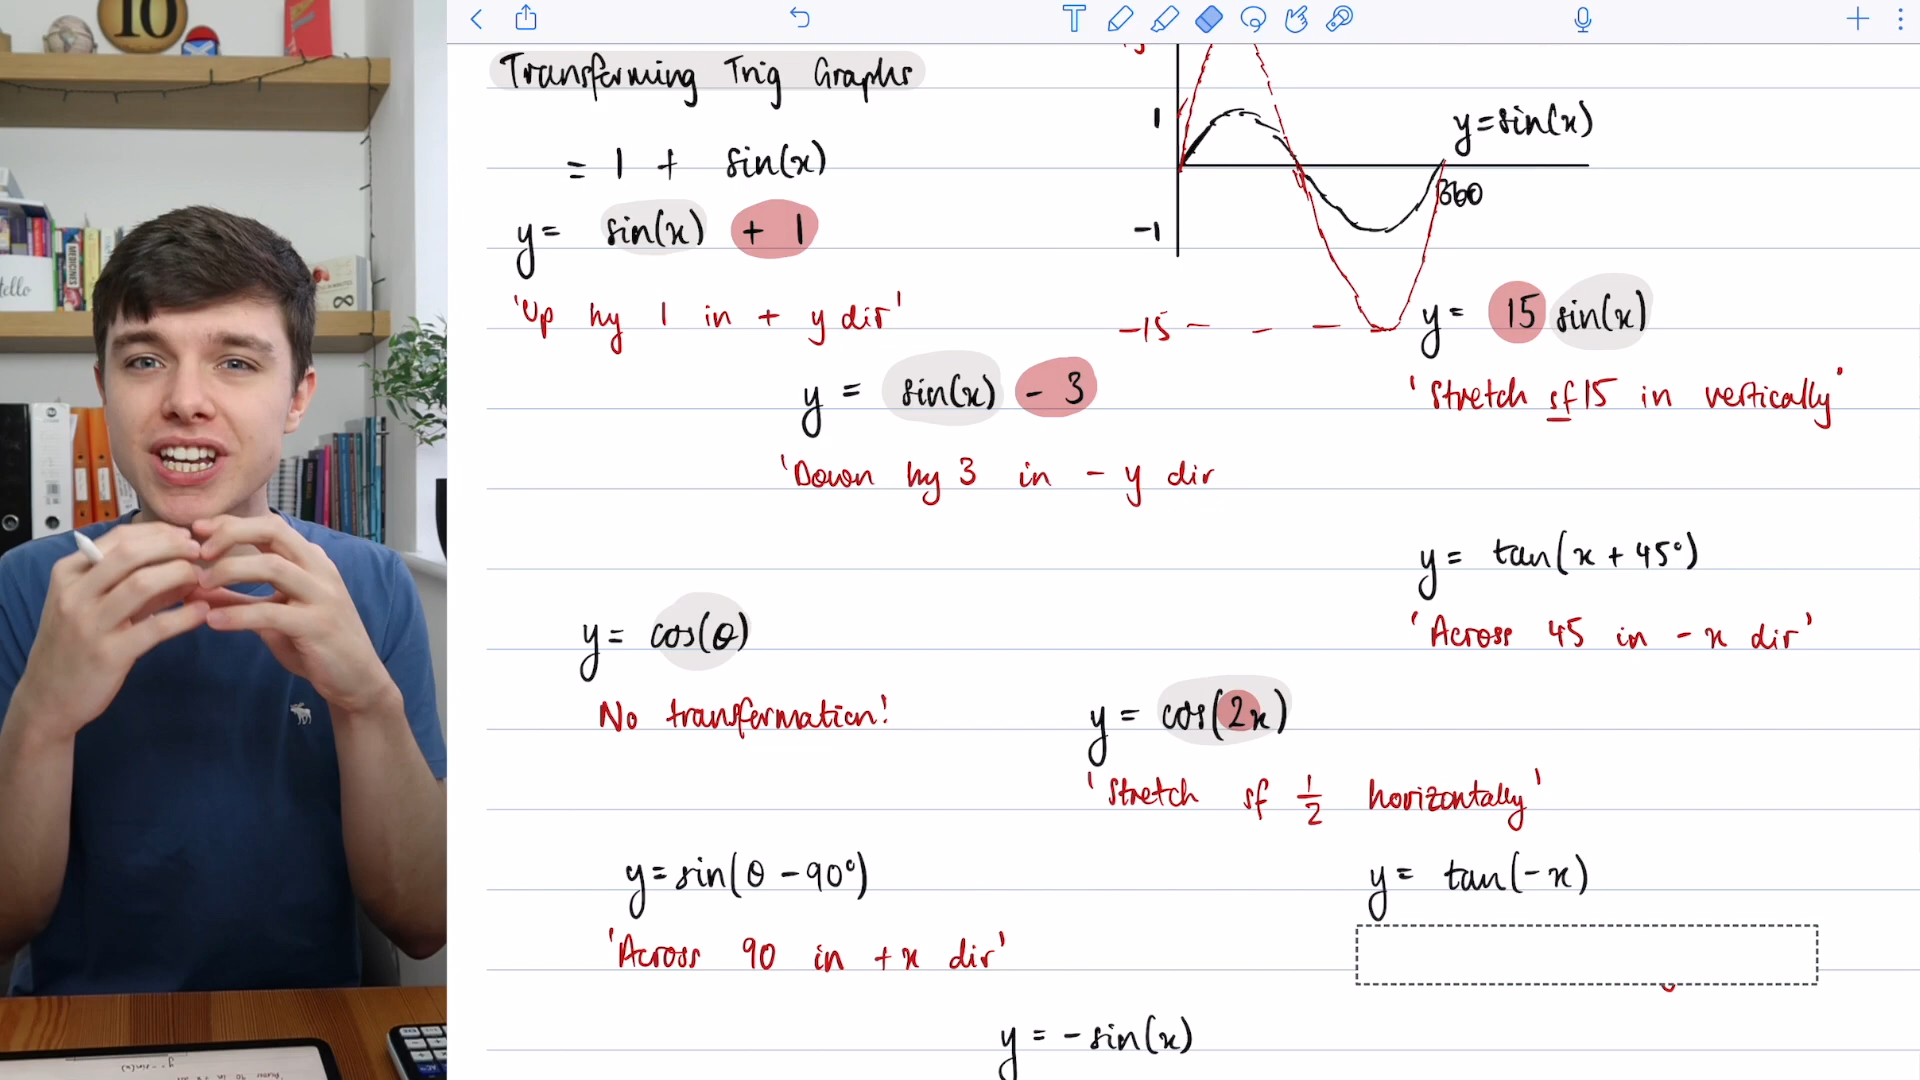 10
MEDICINES
Transforming Trig Graphs
= 1 + sin(x)
y = sin(x) + 1
'Up by 1 in + y dir'
1
y = sin(x)
360
-1
-15
y = 15 sin(x)
'Stretch sf 15 in vertically'
y = sin(x) - 3
'Down by 3 in - y dir
y = tan(x + 45°)
'Across 45 in - x dir'
y = cos(θ)
No transformation!
y = cos(2x)
'Stretch sf 1/2 horizontally'
y = sin(θ - 90°)
'Across 90 in + x dir'
y = tan(-x)
y = - sin(x)